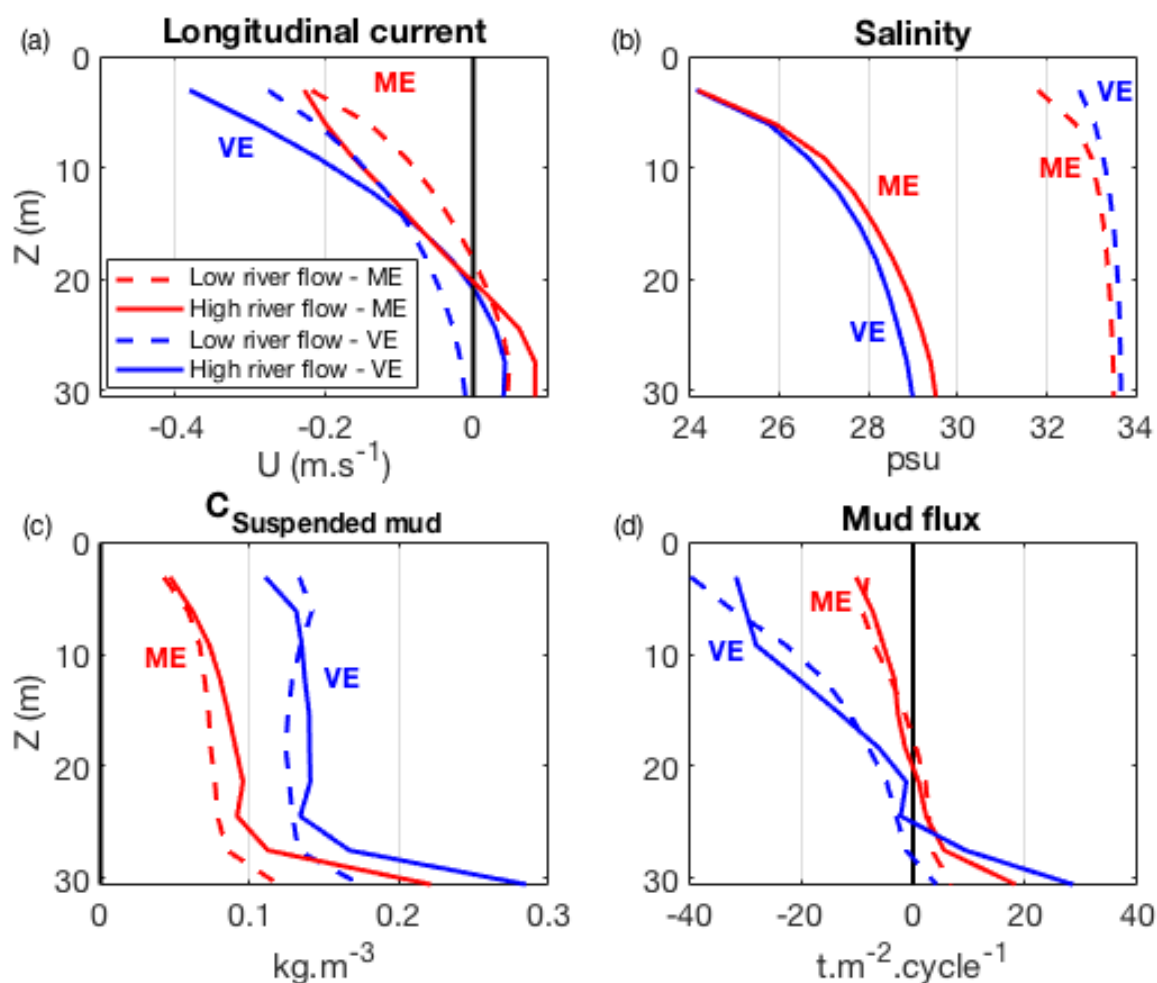 (a) Longitudinal current
0
10
20
30
Z (m)
ME
VE
Low river flow - ME
High river flow - ME
Low river flow - VE
High river flow - VE
-0.4 -0.2 0
U (m.s⁻¹)
(b) Salinity
0
10
20
30
VE
ME
ME
VE
24 26 28 30 32 34
psu
(c) C Suspended mud
0
10
20
30
Z (m)
ME
VE
0 0.1 0.2 0.3
kg.m⁻³
(d) Mud flux
0
10
20
30
ME
VE
-40 -20 0 20 40
t.m⁻².cycle⁻¹